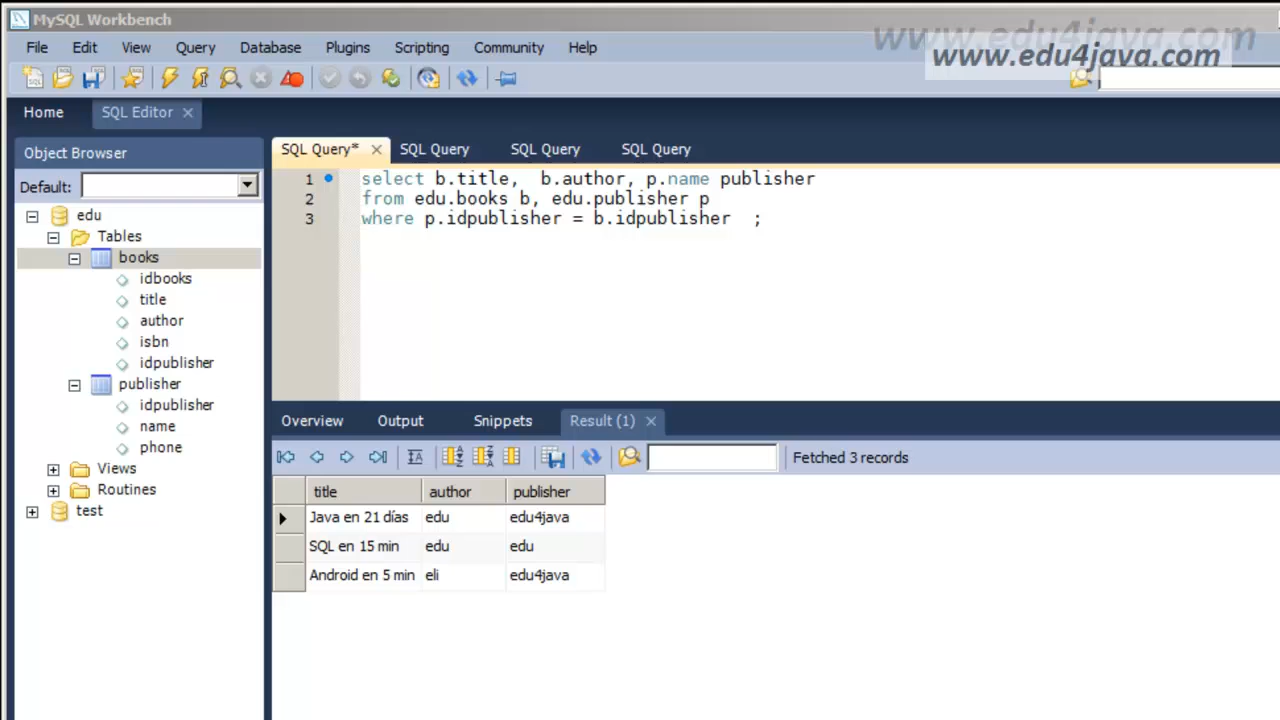 MySQL Workbench
www.edu4java.com
File Edit View Query Database Plugins Scripting Community Help
www.edu4java.com
Home SQL Editor
Object Browser
Default:
edu
Tables
books
idbooks
title
author
isbn
idpublisher
publisher
idpublisher
name
phone
Views
Routines
test
SQL Query* SQL Query SQL Query SQL Query
1 select b.title,  b.author, p.name publisher
2 from edu.books b, edu.publisher p
3 where p.idpublisher = b.idpublisher  ;
Overview Output Snippets Result (1)
Fetched 3 records
title author publisher
Java en 21 días edu edu4java
SQL en 15 min edu edu
Android en 5 min eli edu4java